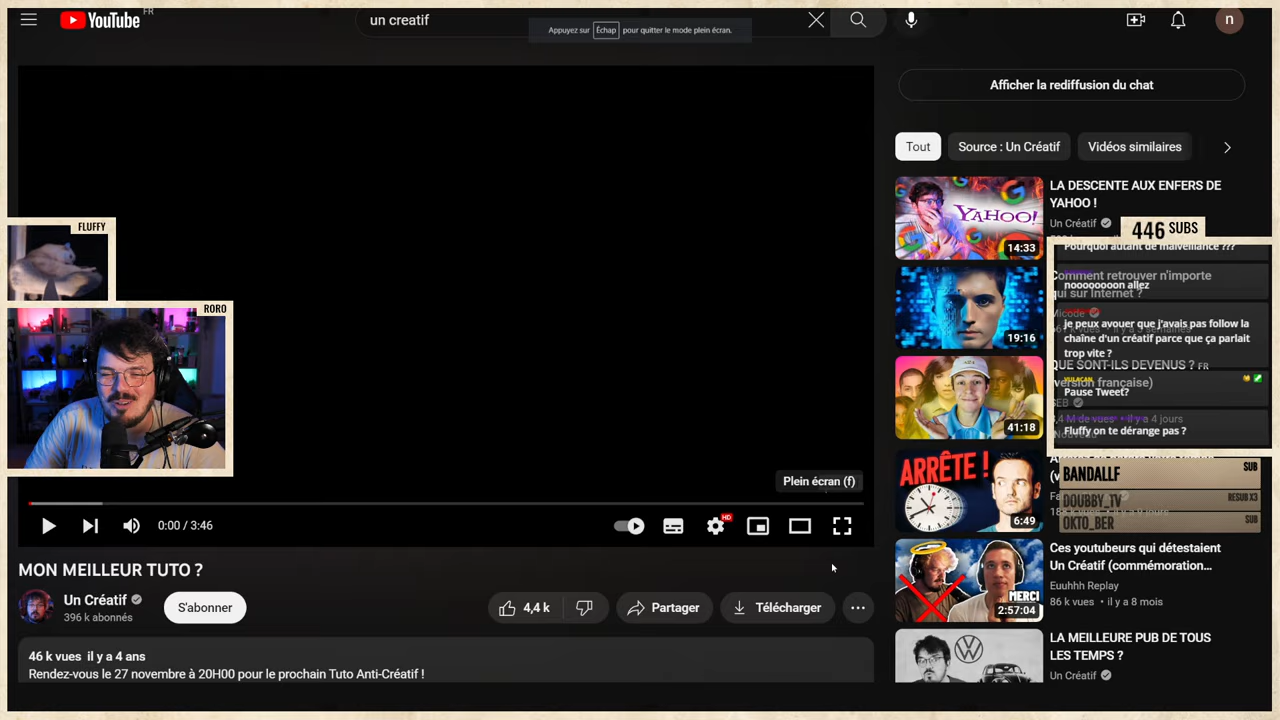 FR
YouTube
un creatif
Appuyez sur Échap pour quitter le mode plein écran.
n
Afficher la rediffusion du chat
Tout
Source : Un Créatif
Vidéos similaires
YAHOO!
14:33
LA DESCENTE AUX ENFERS DE
YAHOO !
Un Créatif
446 SUBS
Pourquoi autant de malveillance ???
19:16
Comment retrouver n'importe
qui sur Internet ?
Micode
nooooooon allez
je peux avouer que j'avais pas follow la
chaîne d'un créatif parce que ça parlait
trop vite ?
41:18
QUE SONT-ILS DEVENUS ? FR
(version française)
SEB
VULACAN
Pause Tweet?
Fluffy on te dérange pas ?
FLUFFY
RORO
ARRÊTE !
6:49
BANDALLF
SUB
DOUBBY_TV
RESUB X3
OKTO_BER
SUB
Plein écran (f)
0:00 / 3:46
HD
MON MEILLEUR TUTO ?
Un Créatif
396 k abonnés
S'abonner
4,4 k
Partager
Télécharger
46 k vues il y a 4 ans
Rendez-vous le 27 novembre à 20H00 pour le prochain Tuto Anti-Créatif !
MERCI
2:57:04
Ces youtubeurs qui détestaient
Un Créatif (commémoration...
Euuhhh Replay
86 k vues • il y a 8 mois
LA MEILLEURE PUB DE TOUS
LES TEMPS ?
Un Créatif